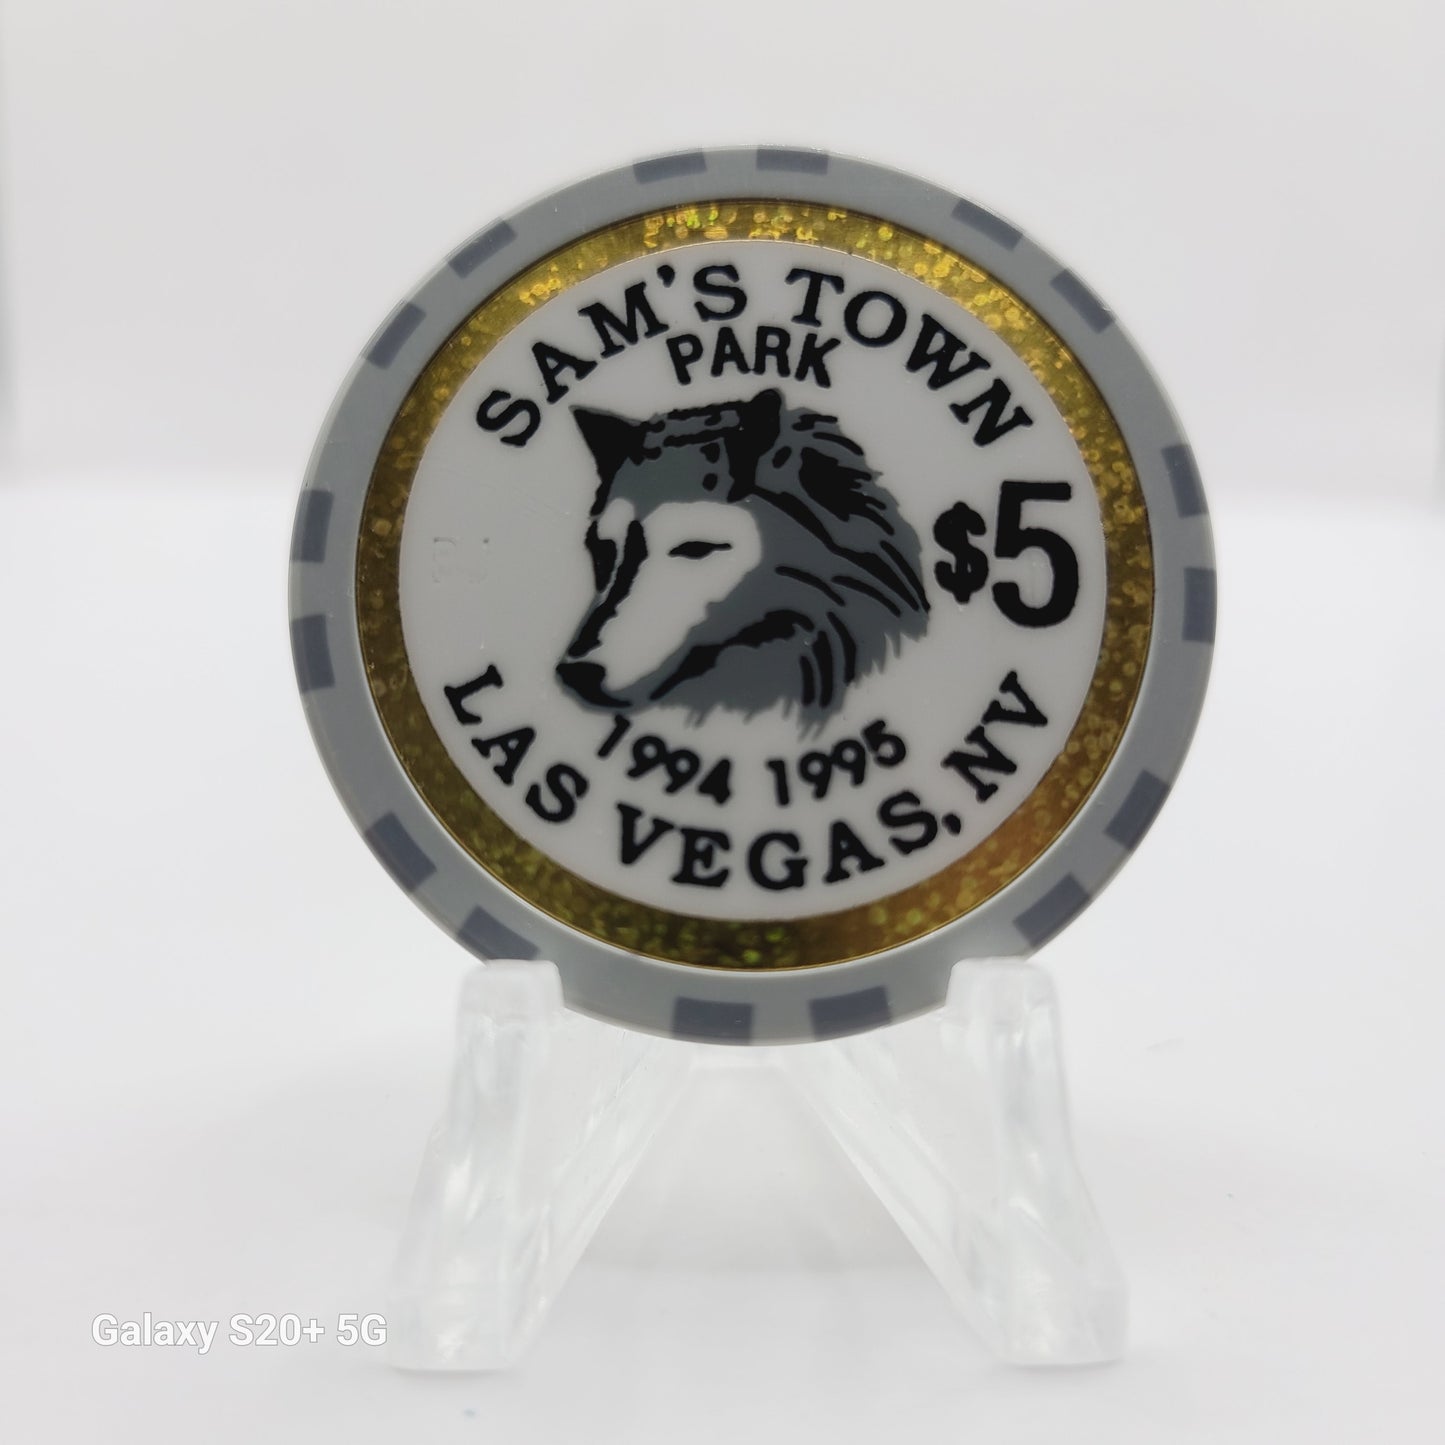 SAM'S TOWN
PARK
$5
1994 1995
LAS VEGAS, NV
Galaxy S20+ 5G